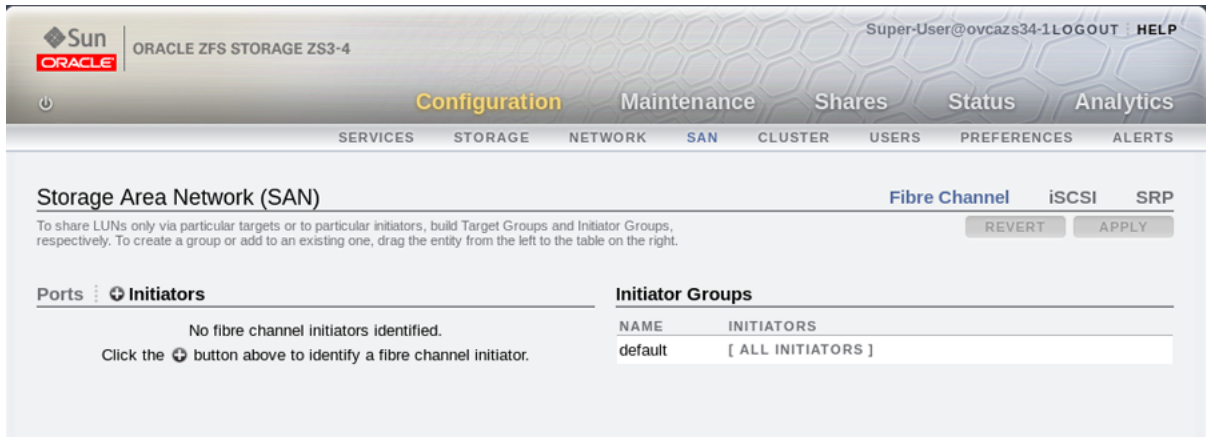 Sun
ORACLE
ORACLE ZFS STORAGE ZS3-4
Super-User@ovcazs34-1LOGOUT HELP
Configuration Maintenance Shares Status Analytics
SERVICES STORAGE NETWORK SAN CLUSTER USERS PREFERENCES ALERTS
Storage Area Network (SAN)
Fibre Channel iSCSI SRP
To share LUNs only via particular targets or to particular initiators, build Target Groups and Initiator Groups,
respectively. To create a group or add to an existing one, drag the entity from the left to the table on the right.
REVERT APPLY
Ports Initiators
No fibre channel initiators identified.
Click the button above to identify a fibre channel initiator.
Initiator Groups
NAME INITIATORS
default [ ALL INITIATORS ]